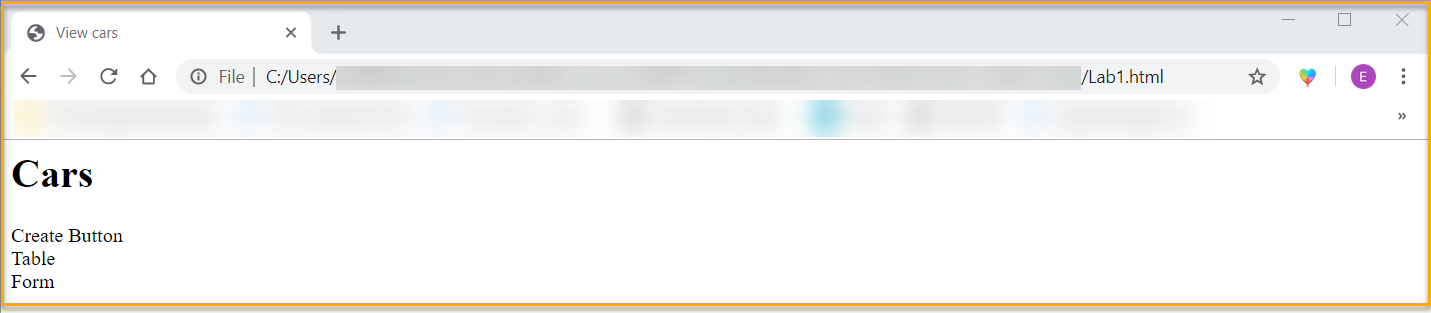 View cars
File | C:/Users/ /Lab1.html
E
»
Cars
Create Button
Table
Form